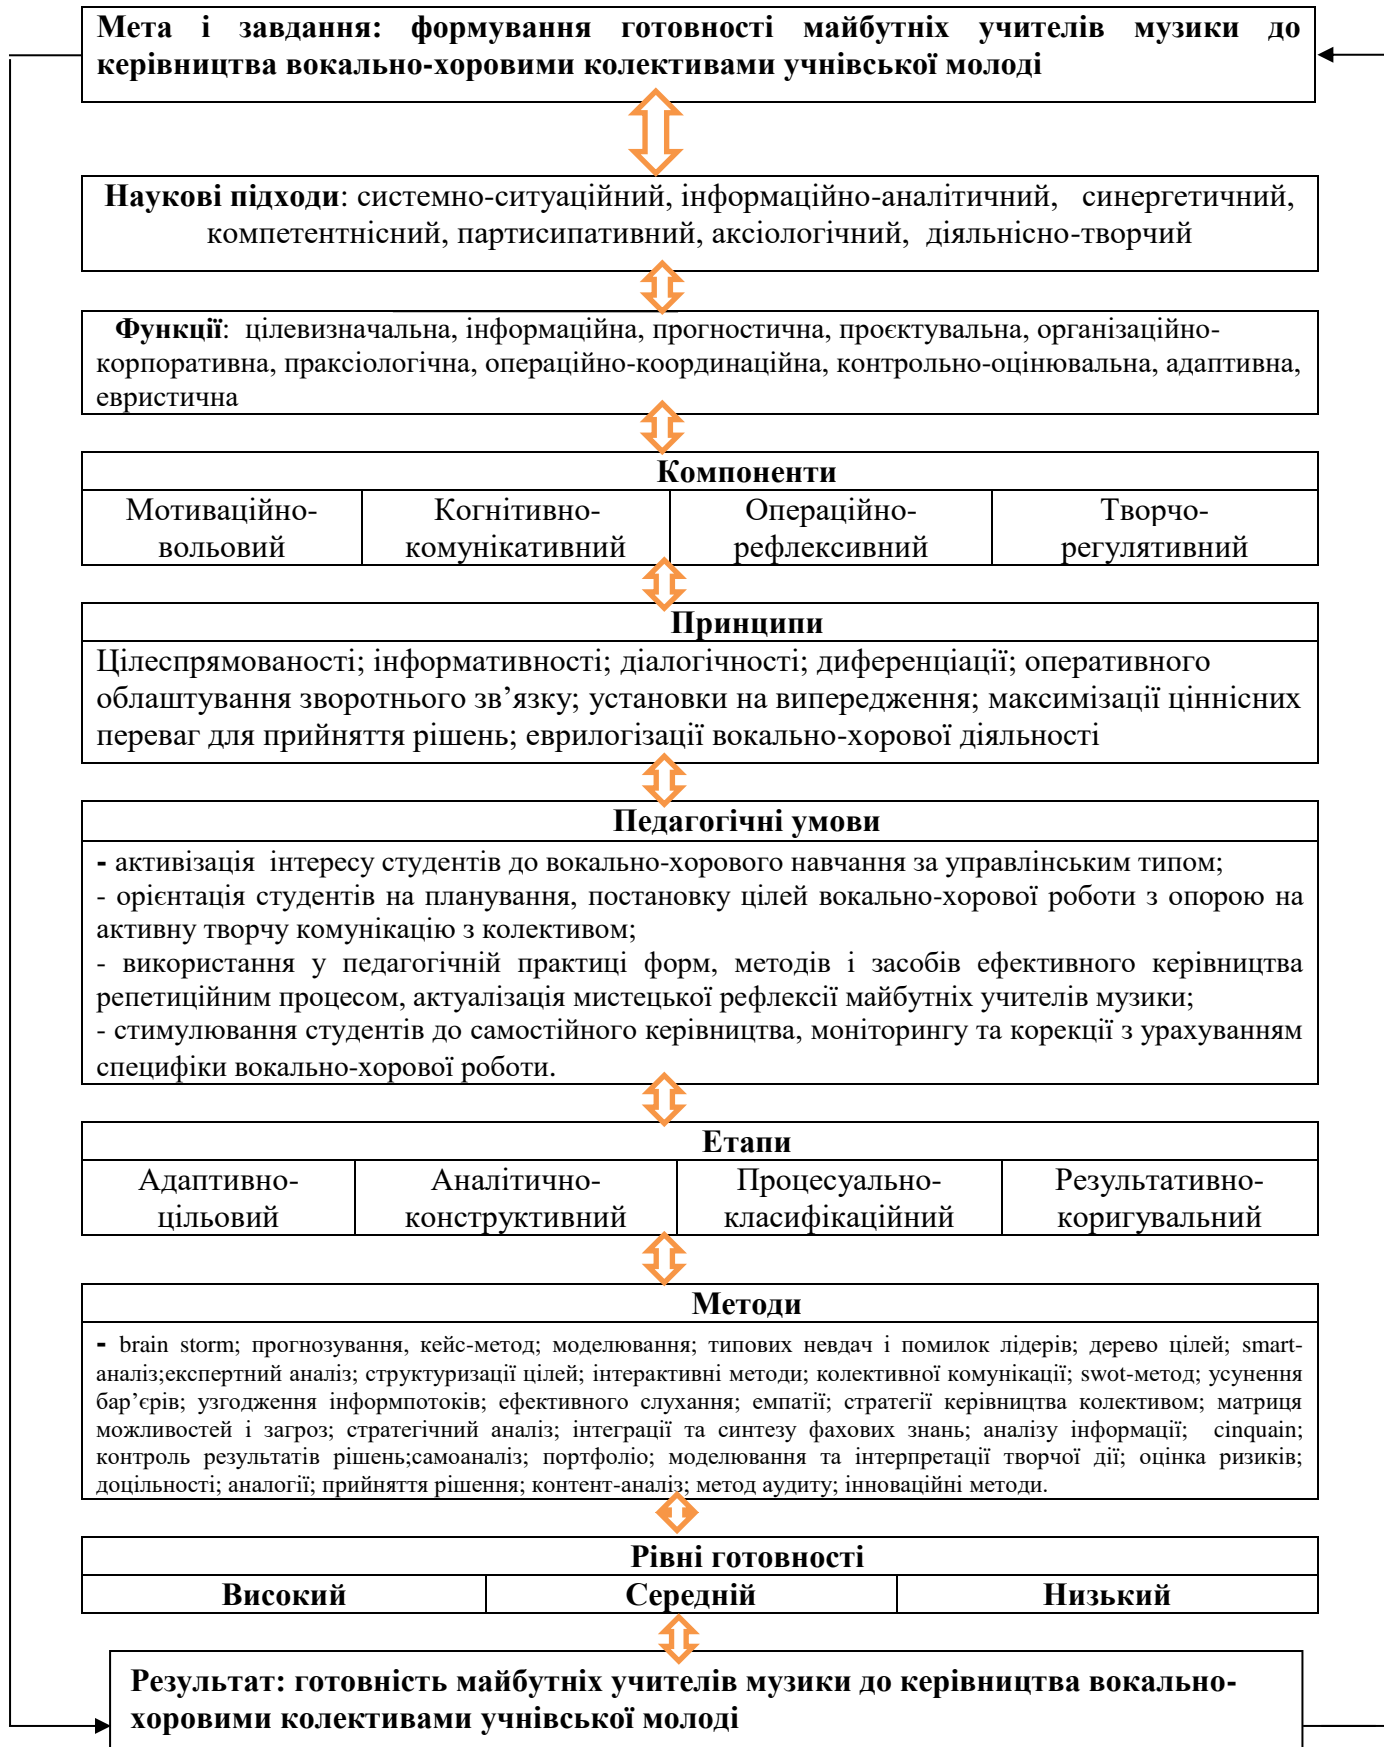 Мета і завдання: формування готовності майбутніх учителів музики до
керівництва вокально-хоровими колективами учнівської молоді
Наукові підходи: системно-ситуаційний, інформаційно-аналітичний, синергетичний,
компетентнісний, партисипативний, аксіологічний, діяльнісно-творчий
Функції: цілевизначальна, інформаційна, прогностична, проєктувальна, організаційно-
корпоративна, праксіологічна, операційно-координаційна, контрольно-оцінювальна, адаптивна,
евристична
Компоненти
Мотиваційно-
вольовий
Когнітивно-
комунікативний
Операційно-
рефлексивний
Творчо-
регулятивний
Принципи
Цілеспрямованості; інформативності; діалогічності; диференціації; оперативного
облаштування зворотнього зв’язку; установки на випередження; максимізації ціннісних
переваг для прийняття рішень; еврилогізації вокально-хорової діяльності
Педагогічні умови
- активізація інтересу студентів до вокально-хорового навчання за управлінським типом;
- орієнтація студентів на планування, постановку цілей вокально-хорової роботи з опорою на
активну творчу комунікацію з колективом;
- використання у педагогічній практиці форм, методів і засобів ефективного керівництва
репетиційним процесом, актуалізація мистецької рефлексії майбутніх учителів музики;
- стимулювання студентів до самостійного керівництва, моніторингу та корекції з урахуванням
специфіки вокально-хорової роботи.
Етапи
Адаптивно-
цільовий
Аналітично-
конструктивний
Процесуально-
класифікаційний
Результативно-
коригувальний
Методи
- brain storm; прогнозування, кейс-метод; моделювання; типових невдач і помилок лідерів; дерево цілей; smart-
аналіз;експертний аналіз; структуризації цілей; інтерактивні методи; колективної комунікації; swot-метод; усунення
бар’єрів; узгодження інформпотоків; ефективного слухання; емпатії; стратегії керівництва колективом; матриця
можливостей і загроз; стратегічний аналіз; інтеграції та синтезу фахових знань; аналізу інформації; cinquain;
контроль результатів рішень;самоаналіз; портфоліо; моделювання та інтерпретації творчої дії; оцінка ризиків;
доцільності; аналогії; прийняття рішення; контент-аналіз; метод аудиту; інноваційні методи.
Рівні готовності
Високий
Середній
Низький
Результат: готовність майбутніх учителів музики до керівництва вокально-
хоровими колективами учнівської молоді